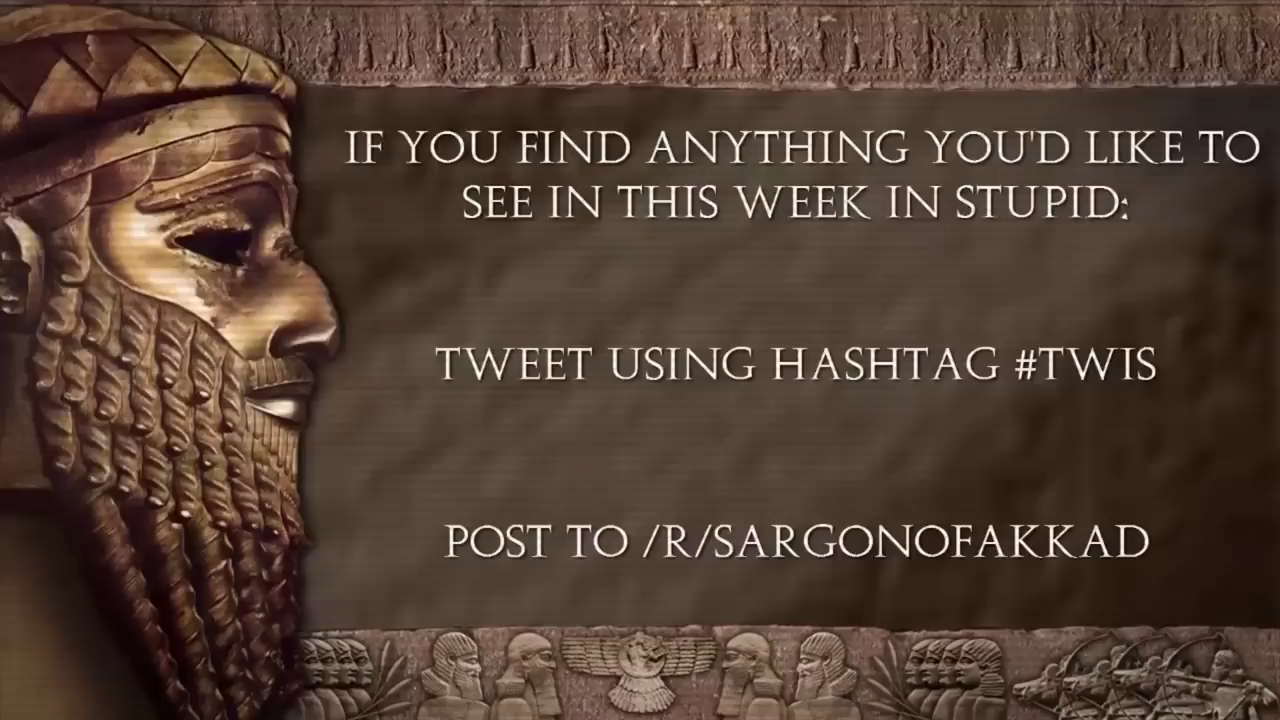 IF YOU FIND ANYTHING YOU'D LIKE TO
SEE IN THIS WEEK IN STUPID:
TWEET USING HASHTAG #TWIS
POST TO /R/SARGONOFAKKAD